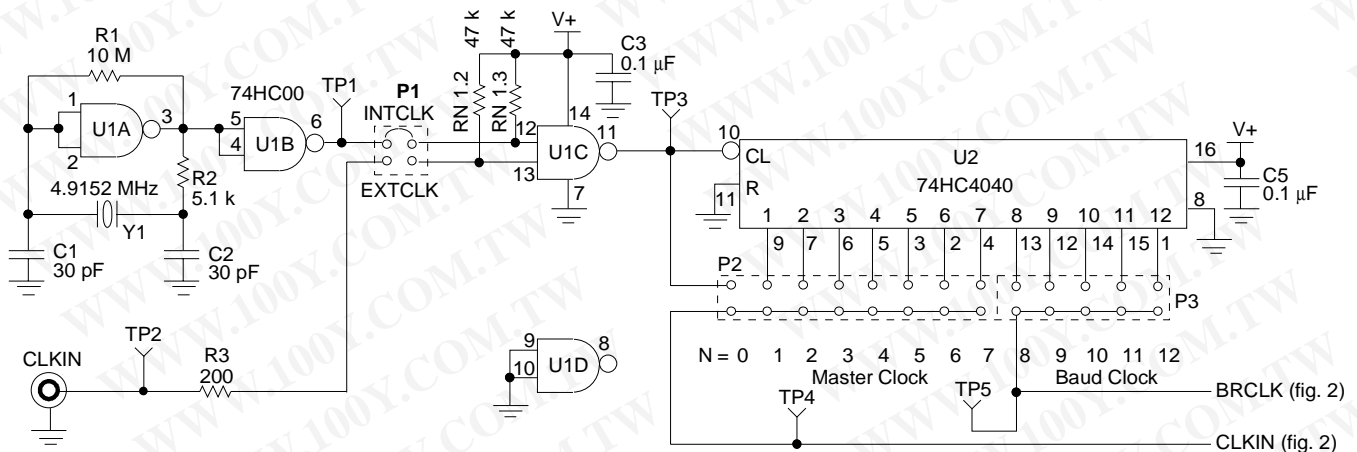 R1
10 M
1
2
3
U1A
74HC00
5
4
6
U1B
R2
5.1 k
4.9152 MHz
Y1
C1
30 pF
C2
30 pF
TP1
P1
INTCLK
EXTCLK
47 k
47 k
RN 1.2
RN 1.3
V+
C3
0.1 µF
14
12
13
11
U1C
7
TP3
10
CL
R
11
U2
74HC4040
16
8
V+
C5
0.1 µF
1 2 3 4 5 6 7 8 9 10 11 12
9 7 6 5 3 2 4 13 12 14 15 1
P2
P3
CLKIN
TP2
R3
200
9
10
8
U1D
N = 0 1 2 3 4 5 6 7 8 9 10 11 12
Master Clock
Baud Clock
TP4
TP5
BRCLK (fig. 2)
CLKIN (fig. 2)
WWW.100Y.COM.TW